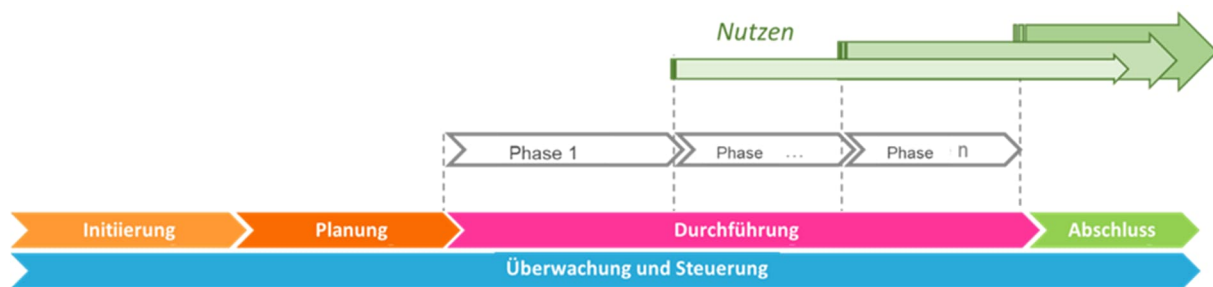 Nutzen
Phase 1
Phase ...
Phase n
Initiierung
Planung
Durchführung
Abschluss
Überwachung und Steuerung